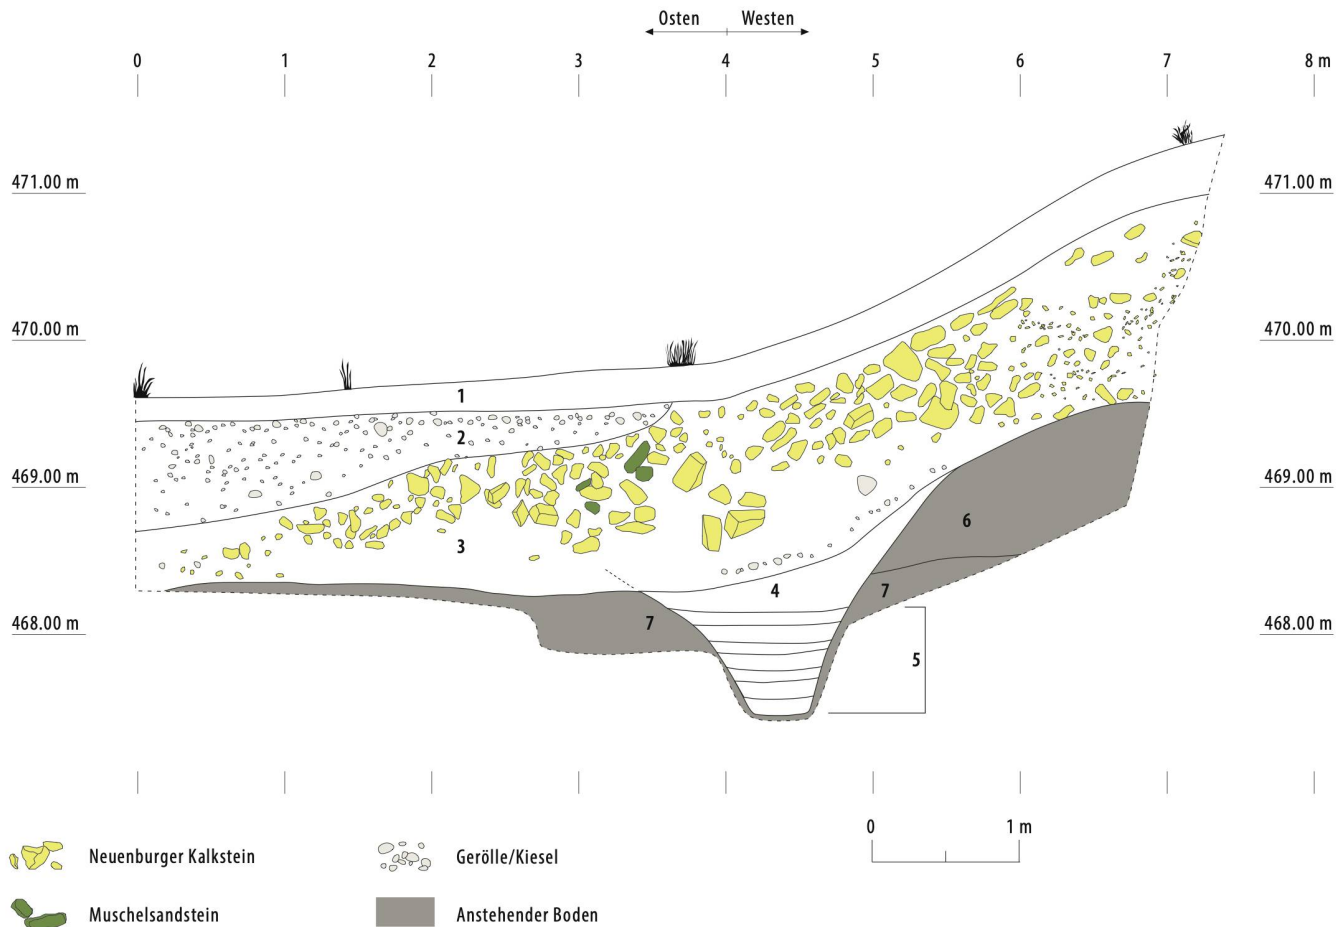 Osten Westen
0 1 2 3 4 5 6 7 8 m
471.00 m 471.00 m
470.00 m 470.00 m
1
2
469.00 m 469.00 m
6
3
4 7
468.00 m 7 468.00 m
5
0 1 m
Neuenburger Kalkstein Gerölle/Kiesel
Muschelsandstein Anstehender Boden